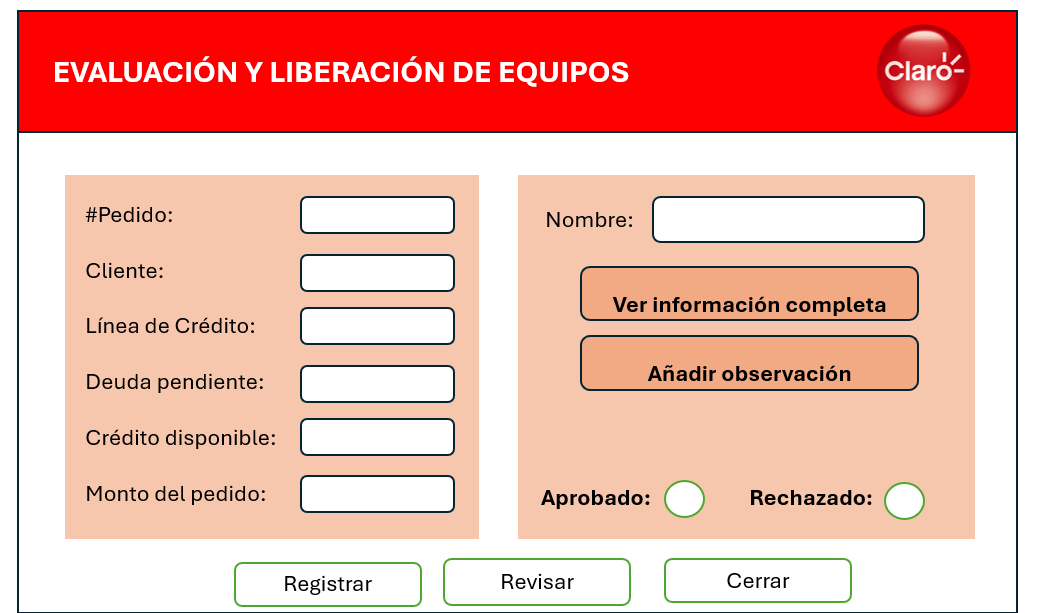 EVALUACIÓN Y LIBERACIÓN DE EQUIPOS
Claro
#Pedido:
Cliente:
Línea de Crédito:
Deuda pendiente:
Crédito disponible:
Monto del pedido:
Nombre:
Ver información completa
Añadir observación
Aprobado: Rechazado:
Registrar Revisar Cerrar